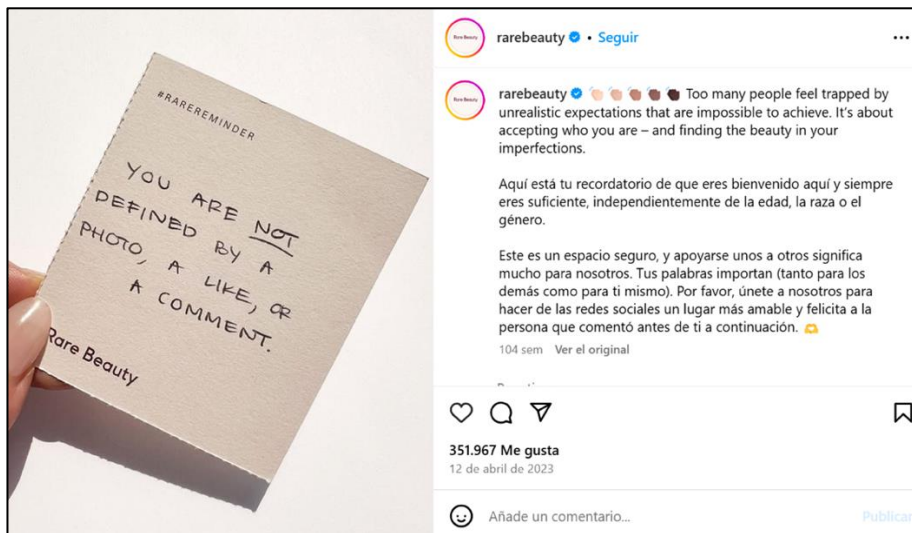 #RAREREMINDER
YOU ARE NOT
DEFINED BY A
PHOTO, A LIKE, OR
A COMMENT.
Rare Beauty
Rare Beauty
rarebeauty • Seguir
Rare Beauty
rarebeauty 👏🏻 👏🏼 👏🏽 👏🏾 👏🏿 Too many people feel trapped by
unrealistic expectations that are impossible to achieve. It’s about
accepting who you are – and finding the beauty in your
imperfections.
Aquí está tu recordatorio de que eres bienvenido aquí y siempre
eres suficiente, independientemente de la edad, la raza o el
género.
Este es un espacio seguro, y apoyarse unos a otros significa
mucho para nosotros. Tus palabras importan (tanto para los
demás como para ti mismo). Por favor, únete a nosotros para
hacer de las redes sociales un lugar más amable y felicita a la
persona que comentó antes de ti a continuación. 🫶
104 sem Ver el original
351.967 Me gusta
12 de abril de 2023
Añade un comentario...
Publicar